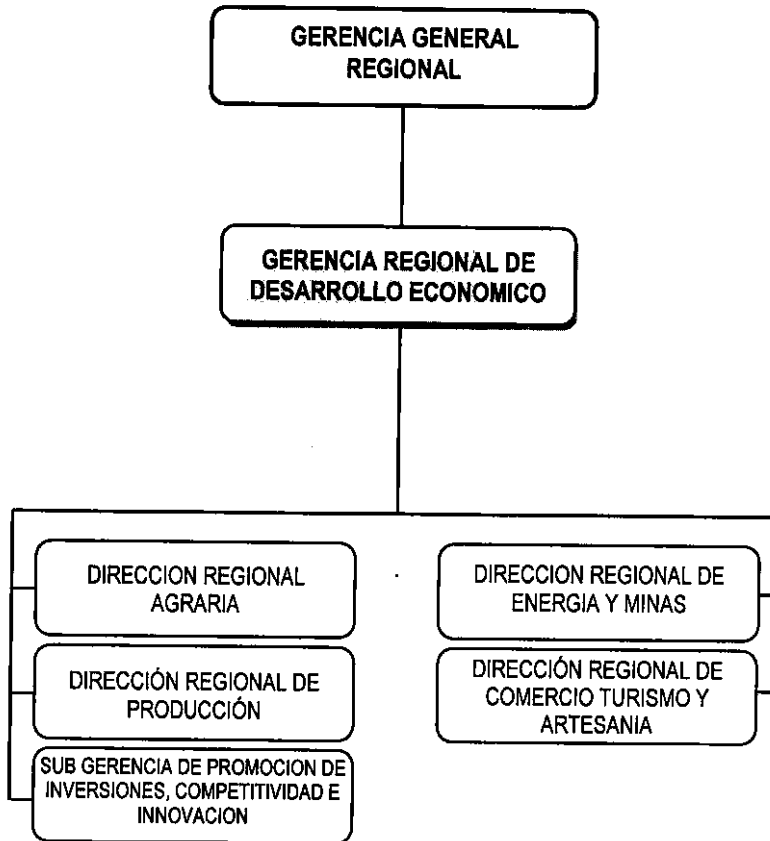 GERENCIA GENERAL
REGIONAL
GERENCIA REGIONAL DE
DESARROLLO ECONOMICO
DIRECCION REGIONAL
AGRARIA
DIRECCIÓN REGIONAL DE
PRODUCCIÓN
SUB GERENCIA DE PROMOCION DE
INVERSIONES, COMPETITIVIDAD E
INNOVACION
DIRECCION REGIONAL DE
ENERGIA Y MINAS
DIRECCIÓN REGIONAL DE
COMERCIO TURISMO Y
ARTESANIA